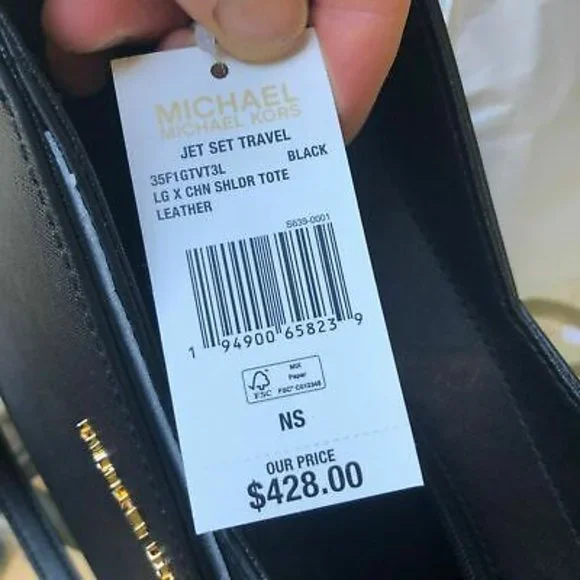 MICHAEL
MICHAEL KORS
JET SET TRAVEL
35F1GTVT3L BLACK
LG X CHN SHLDR TOTE
LEATHER
S639-0001
1 94900 65823 9
FSC
MIX
Paper
FSC® C012348
NS
OUR PRICE
$428.00